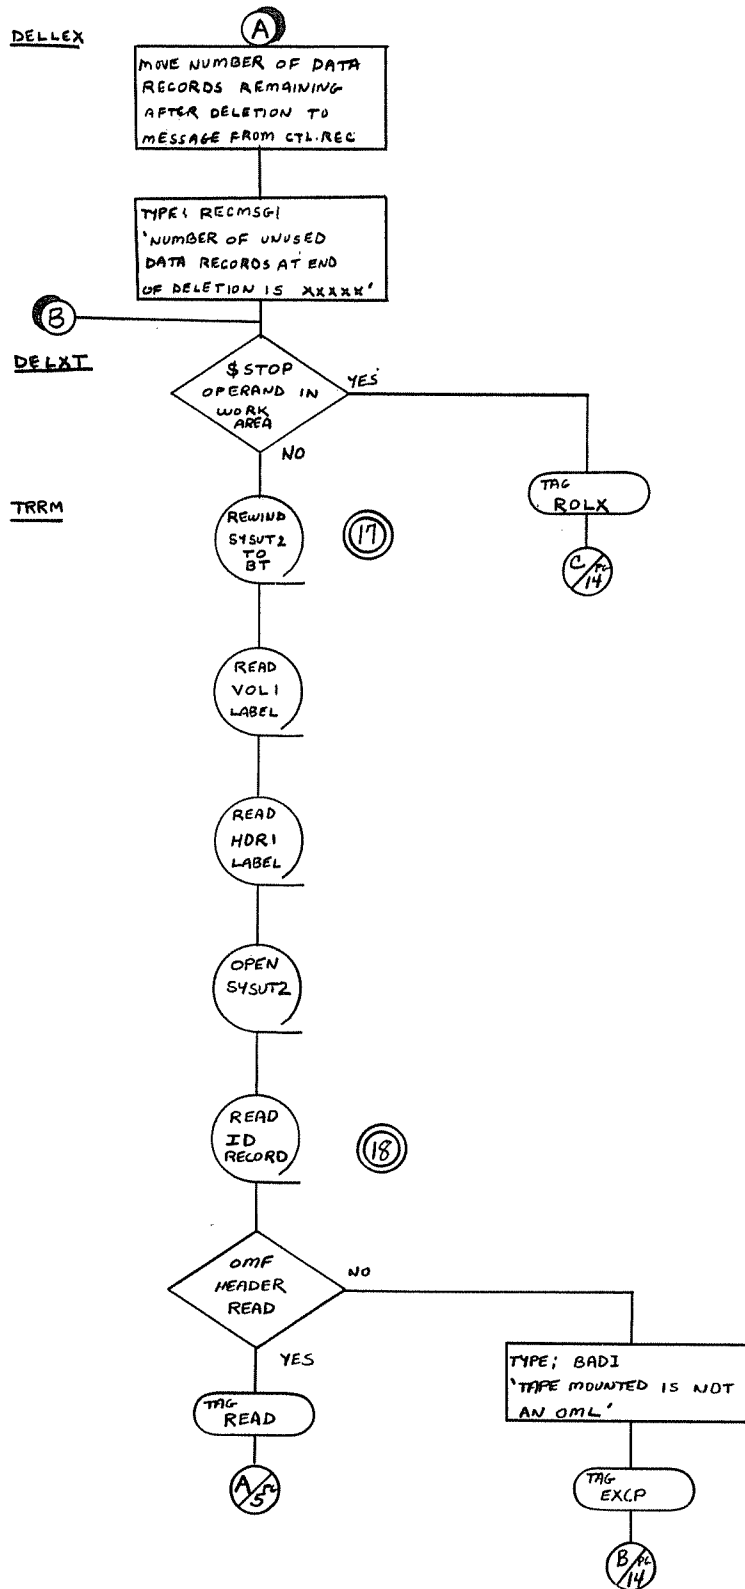 DELLEX
A
MOVE NUMBER OF DATA
RECORDS REMAINING
AFTER DELETION TO
MESSAGE FROM CTL.REC
TYPE: RECMSG1
'NUMBER OF UNUSED
DATA RECORDS AT END
OF DELETION IS XXXXX'
B
DELXT
$STOP
OPERAND IN
WORK
AREA
YES
NO
TAG
ROLX
C PG
14
TRRM
REWIND
SYSUT2
TO
BT
17
READ
VOL1
LABEL
READ
HDR1
LABEL
OPEN
SYSUT2
READ
ID
RECORD
18
OMF
HEADER
READ
NO
YES
TYPE; BAD1
'TAPE MOUNTED IS NOT
AN OML'
TAG
READ
A PG
5
TAG
EXCP
B PG
14